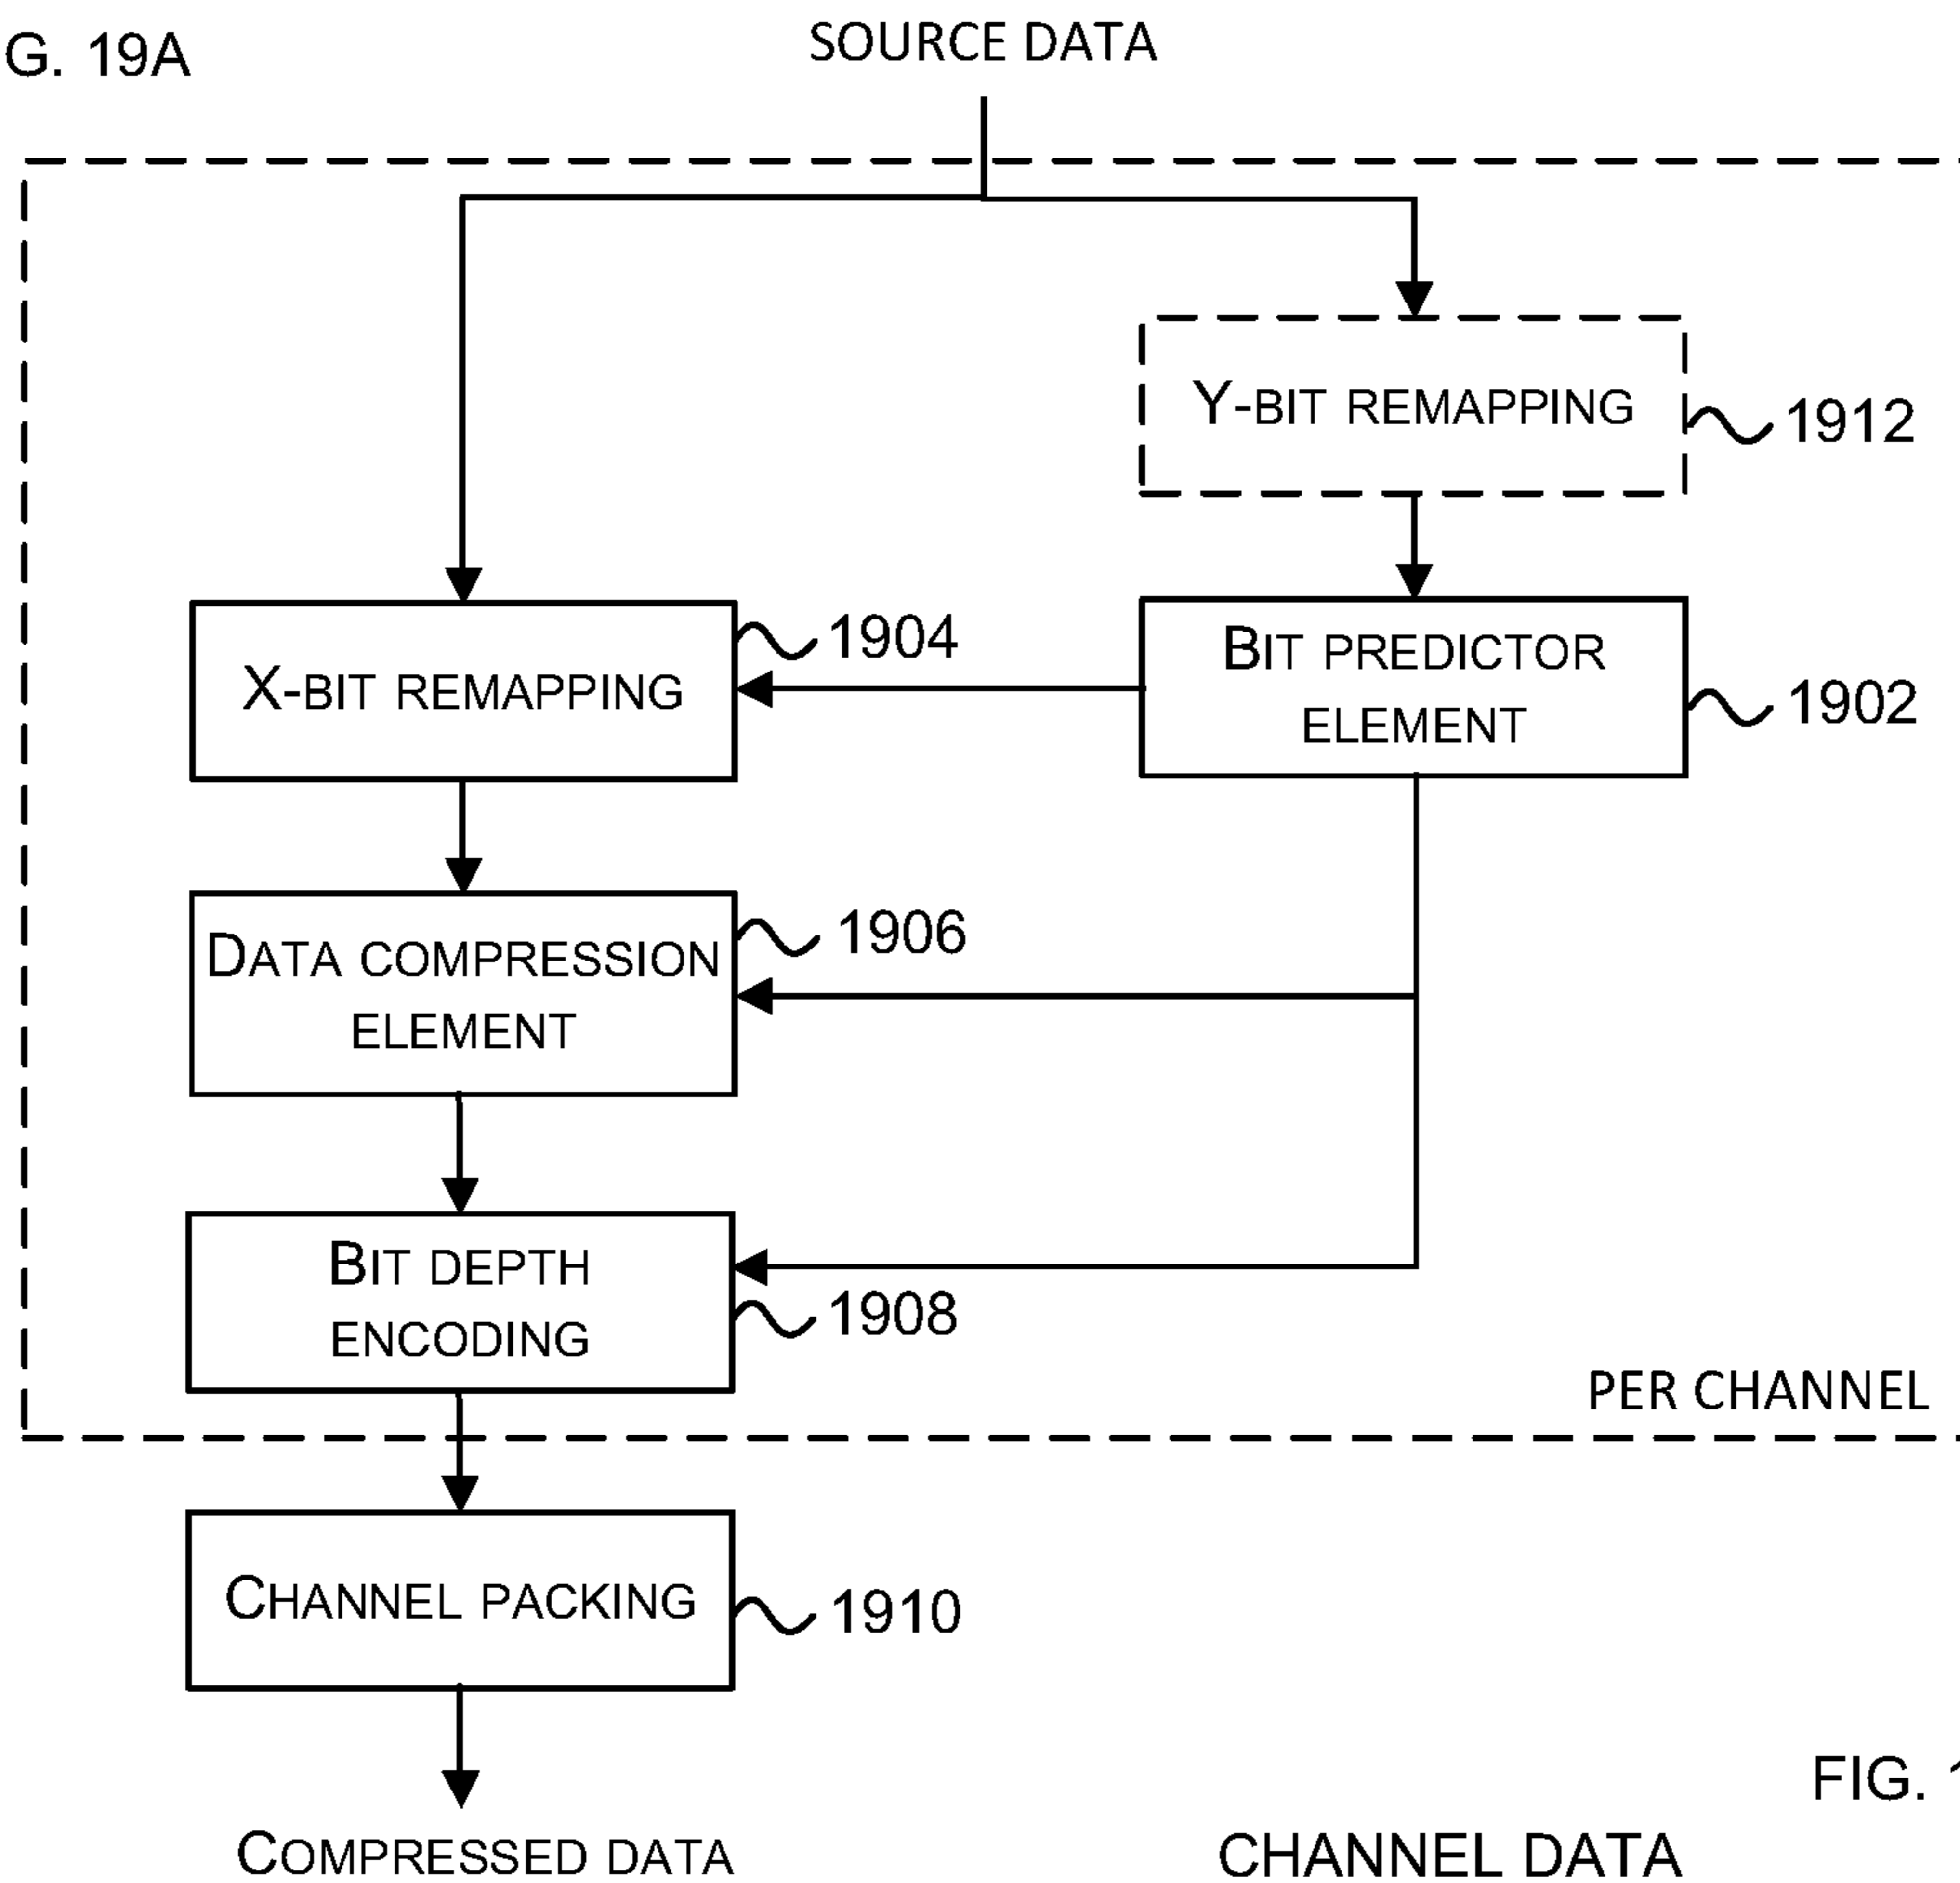 G. 19A
SOURCE DATA
Y-BIT REMAPPING
1912
X-BIT REMAPPING
1904
BIT PREDICTOR
ELEMENT
1902
DATA COMPRESSION
ELEMENT
1906
BIT DEPTH
ENCODING
1908
PER CHANNEL
CHANNEL PACKING
1910
FIG. 1
COMPRESSED DATA
CHANNEL DATA